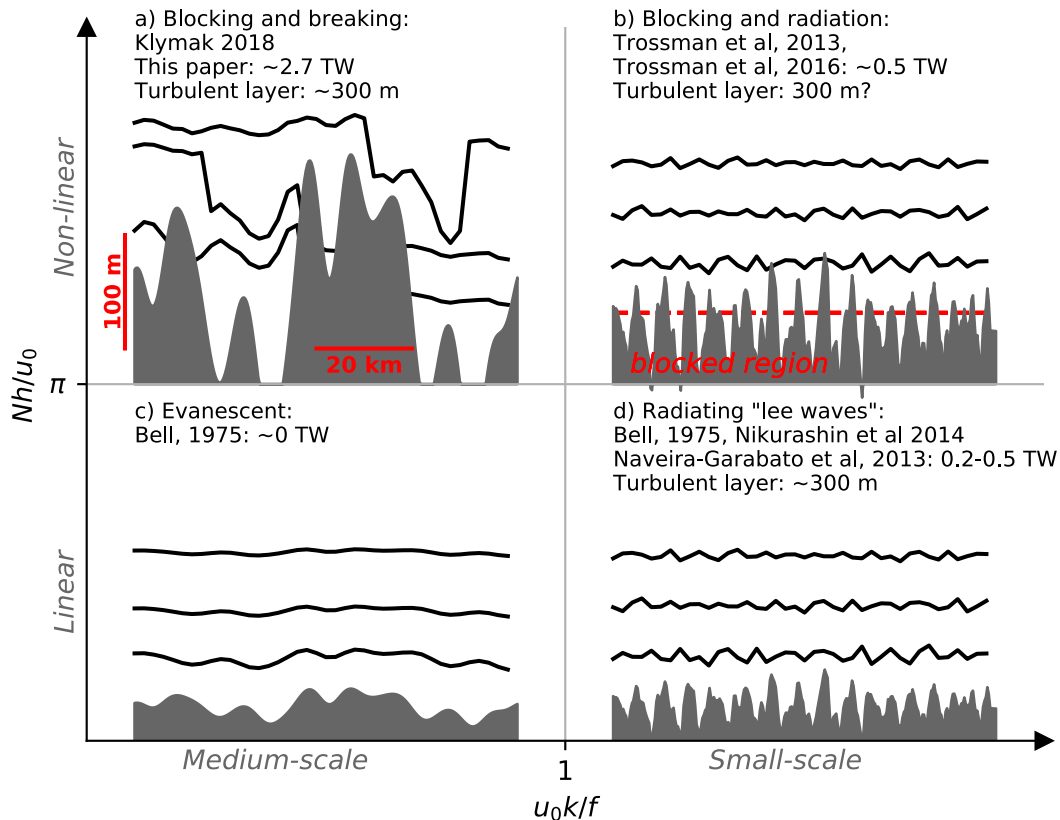 a) Blocking and breaking:
Klymak 2018
This paper: ~2.7 TW
Turbulent layer: ~300 m
b) Blocking and radiation:
Trossman et al, 2013,
Trossman et al, 2016: ~0.5 TW
Turbulent layer: 300 m?
Non-linear
100 m
20 km
blocked region
Nh/u₀
π
c) Evanescent:
Bell, 1975: ~0 TW
d) Radiating "lee waves":
Bell, 1975, Nikurashin et al 2014
Naveira-Garabato et al, 2013: 0.2-0.5 TW
Turbulent layer: ~300 m
Linear
Medium-scale
1
Small-scale
u₀k/f